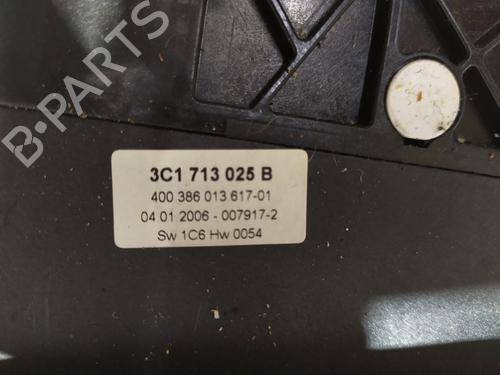 B-PARTS
3C1 713 025 B
400 386 013 617-01
04 01 2006 - 007917-2
Sw 1C6 Hw 0054